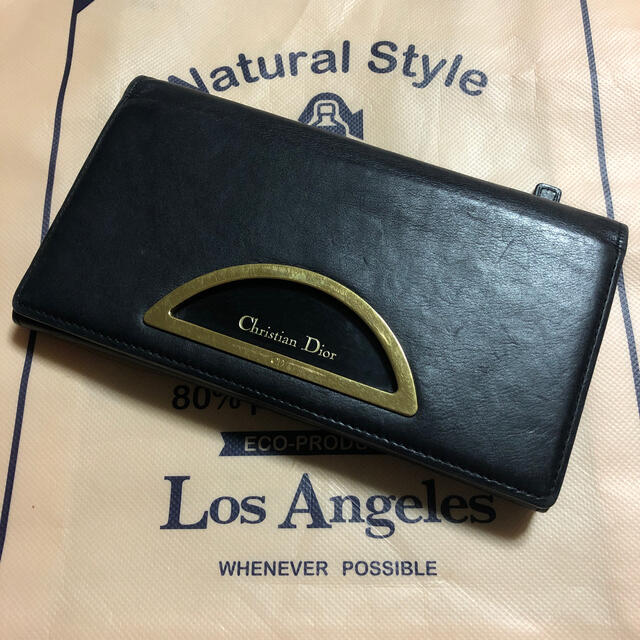 Natural Style
Christian Dior
80%
ECO-PRODU
Los Angeles
WHENEVER POSSIBLE